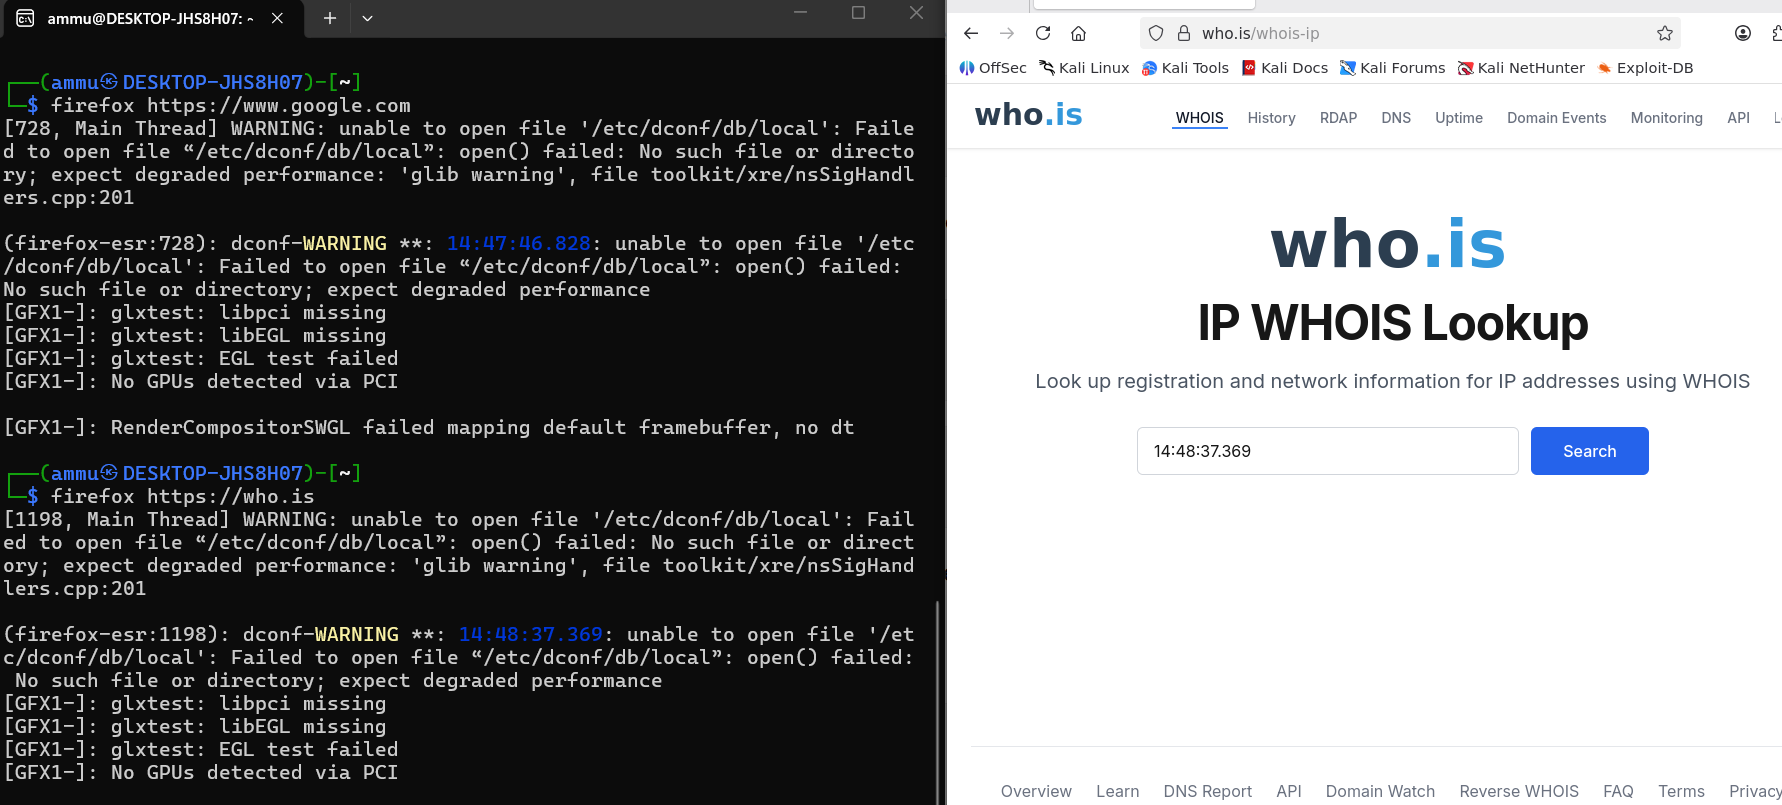 ammu@DESKTOP-JHS8H07: ~
┌──(ammu㉿DESKTOP-JHS8H07)-[~]
└─$ firefox https://www.google.com
[728, Main Thread] WARNING: unable to open file '/etc/dconf/db/local': Faile
d to open file “/etc/dconf/db/local”: open() failed: No such file or directo
ry; expect degraded performance: 'glib warning', file toolkit/xre/nsSigHandl
ers.cpp:201
(firefox-esr:728): dconf-WARNING **: 14:47:46.828: unable to open file '/etc
/dconf/db/local': Failed to open file “/etc/dconf/db/local”: open() failed:
No such file or directory; expect degraded performance
[GFX1-]: glxtest: libpci missing
[GFX1-]: glxtest: libEGL missing
[GFX1-]: glxtest: EGL test failed
[GFX1-]: No GPUs detected via PCI
[GFX1-]: RenderCompositorSWGL failed mapping default framebuffer, no dt
┌──(ammu㉿DESKTOP-JHS8H07)-[~]
└─$ firefox https://who.is
[1198, Main Thread] WARNING: unable to open file '/etc/dconf/db/local': Fail
ed to open file “/etc/dconf/db/local”: open() failed: No such file or direct
ory; expect degraded performance: 'glib warning', file toolkit/xre/nsSigHand
lers.cpp:201
(firefox-esr:1198): dconf-WARNING **: 14:48:37.369: unable to open file '/et
c/dconf/db/local': Failed to open file “/etc/dconf/db/local”: open() failed:
No such file or directory; expect degraded performance
[GFX1-]: glxtest: libpci missing
[GFX1-]: glxtest: libEGL missing
[GFX1-]: glxtest: EGL test failed
[GFX1-]: No GPUs detected via PCI
who.is/whois-ip
OffSec Kali Linux Kali Tools Kali Docs Kali Forums Kali NetHunter Exploit-DB
who.is WHOIS History RDAP DNS Uptime Domain Events Monitoring API
who.is
IP WHOIS Lookup
Look up registration and network information for IP addresses using WHOIS
14:48:37.369 Search
Overview Learn DNS Report API Domain Watch Reverse WHOIS FAQ Terms Privacy